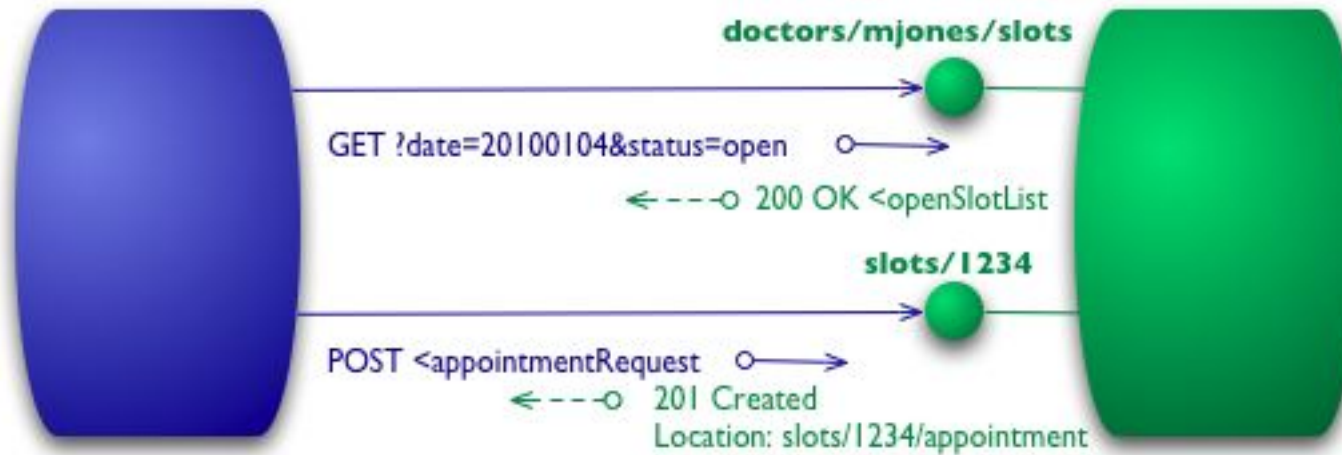 doctors/mjones/slots
GET ?date=20100104&status=open
200 OK <openSlotList
slots/1234
POST <appointmentRequest
201 Created
Location: slots/1234/appointment